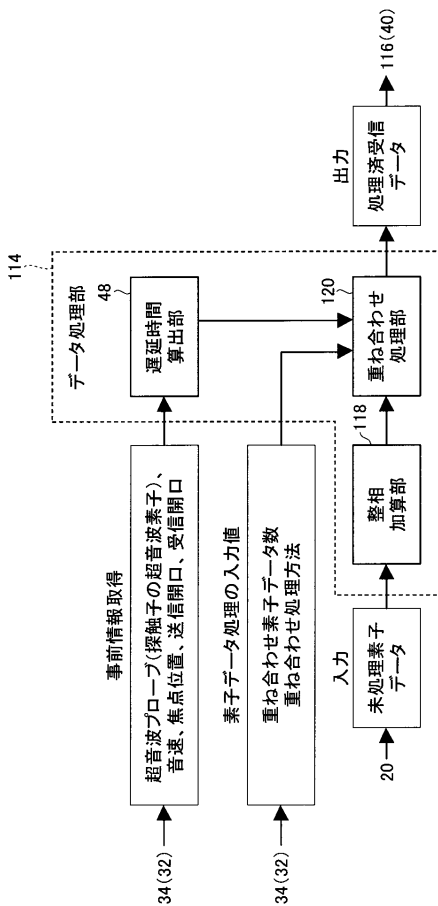 事前情報取得
34(32)
超音波プローブ(探触子の超音波素子)、
音速、焦点位置、送信開口、受信開口
114
データ処理部
48
遅延時間
算出部
素子データ処理の入力値
34(32)
重ね合わせ素子データ数
重ね合わせ処理方法
入力
20
未処理素子
データ
118
整相
加算部
120
重ね合わせ
処理部
出力
処理済受信
データ
116(40)